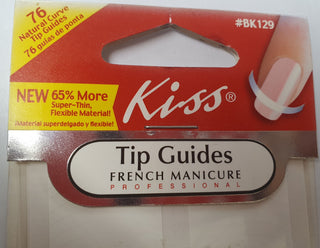 76
Natural Curve
Tip Guides
76 guías de ponta
#BK129
NEW 65% More
Super-Thin,
Flexible Material!
¡Material superdelgado y flexible!
Kiss®
Tip Guides
FRENCH MANICURE
PROFESSIONAL